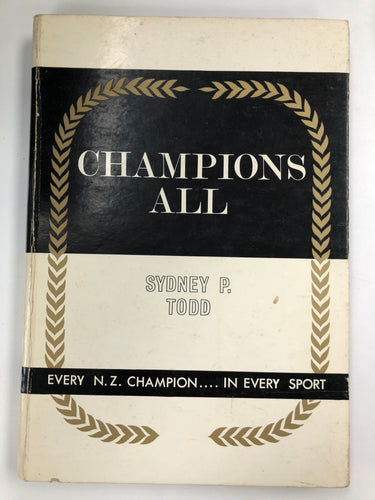 CHAMPIONS
ALL
SYDNEY P.
TODD
EVERY N.Z. CHAMPION.... IN EVERY SPORT